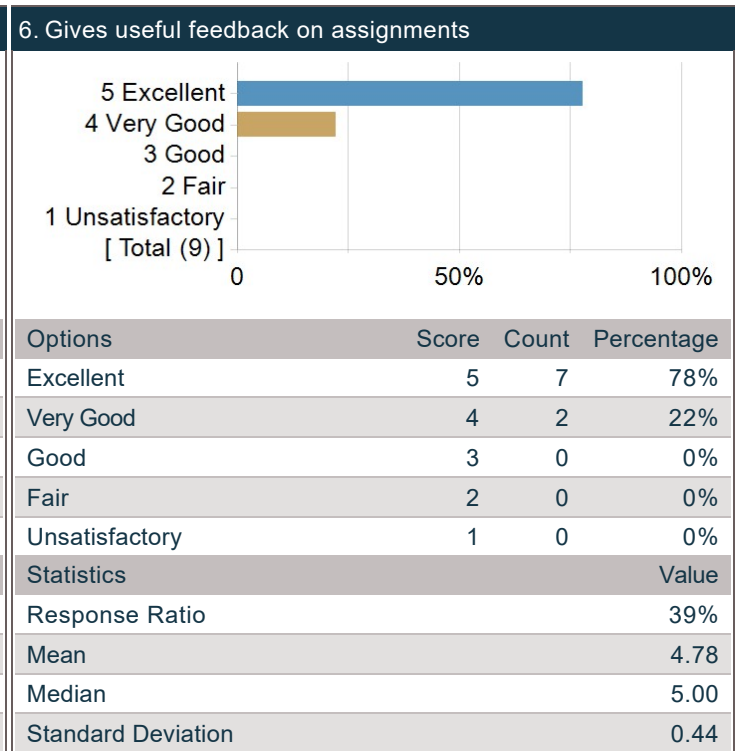 6. Gives useful feedback on assignments
5 Excellent
4 Very Good
3 Good
2 Fair
1 Unsatisfactory
[ Total (9) ]
0 50% 100%
Options Score Count Percentage
Excellent 5 7 78%
Very Good 4 2 22%
Good 3 0 0%
Fair 2 0 0%
Unsatisfactory 1 0 0%
Statistics Value
Response Ratio 39%
Mean 4.78
Median 5.00
Standard Deviation 0.44